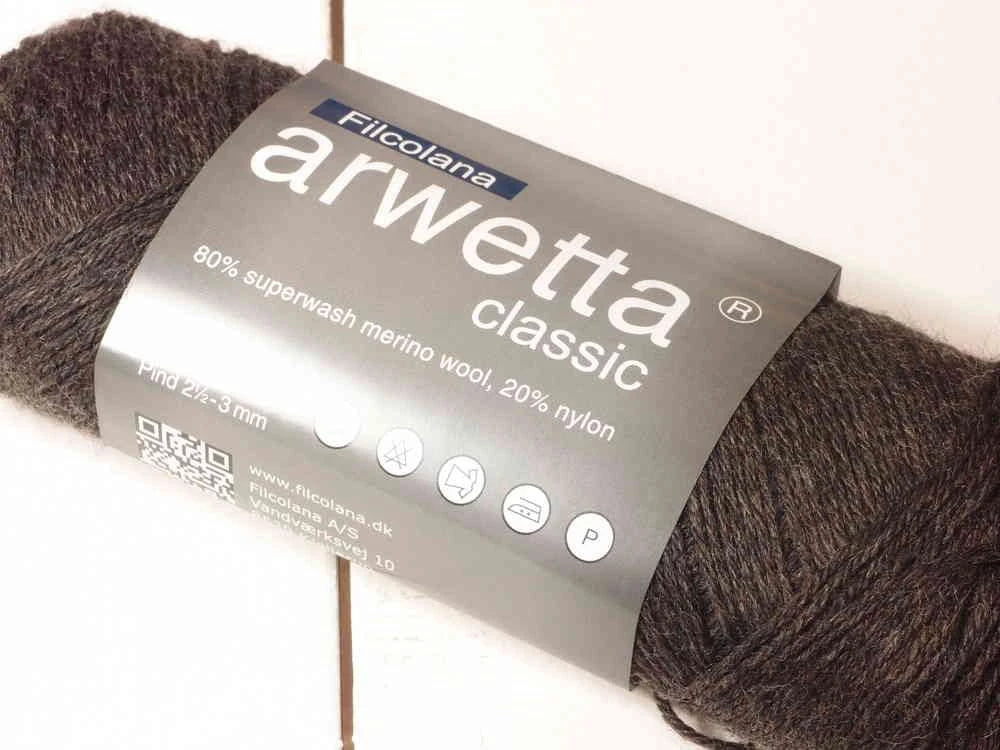 Filcolana
arwetta ®
classic
80% superwash merino wool, 20% nylon
Pind 2½-3 mm
P
www.filcolana.dk
Filcolana A/S
Vandværksvej 10